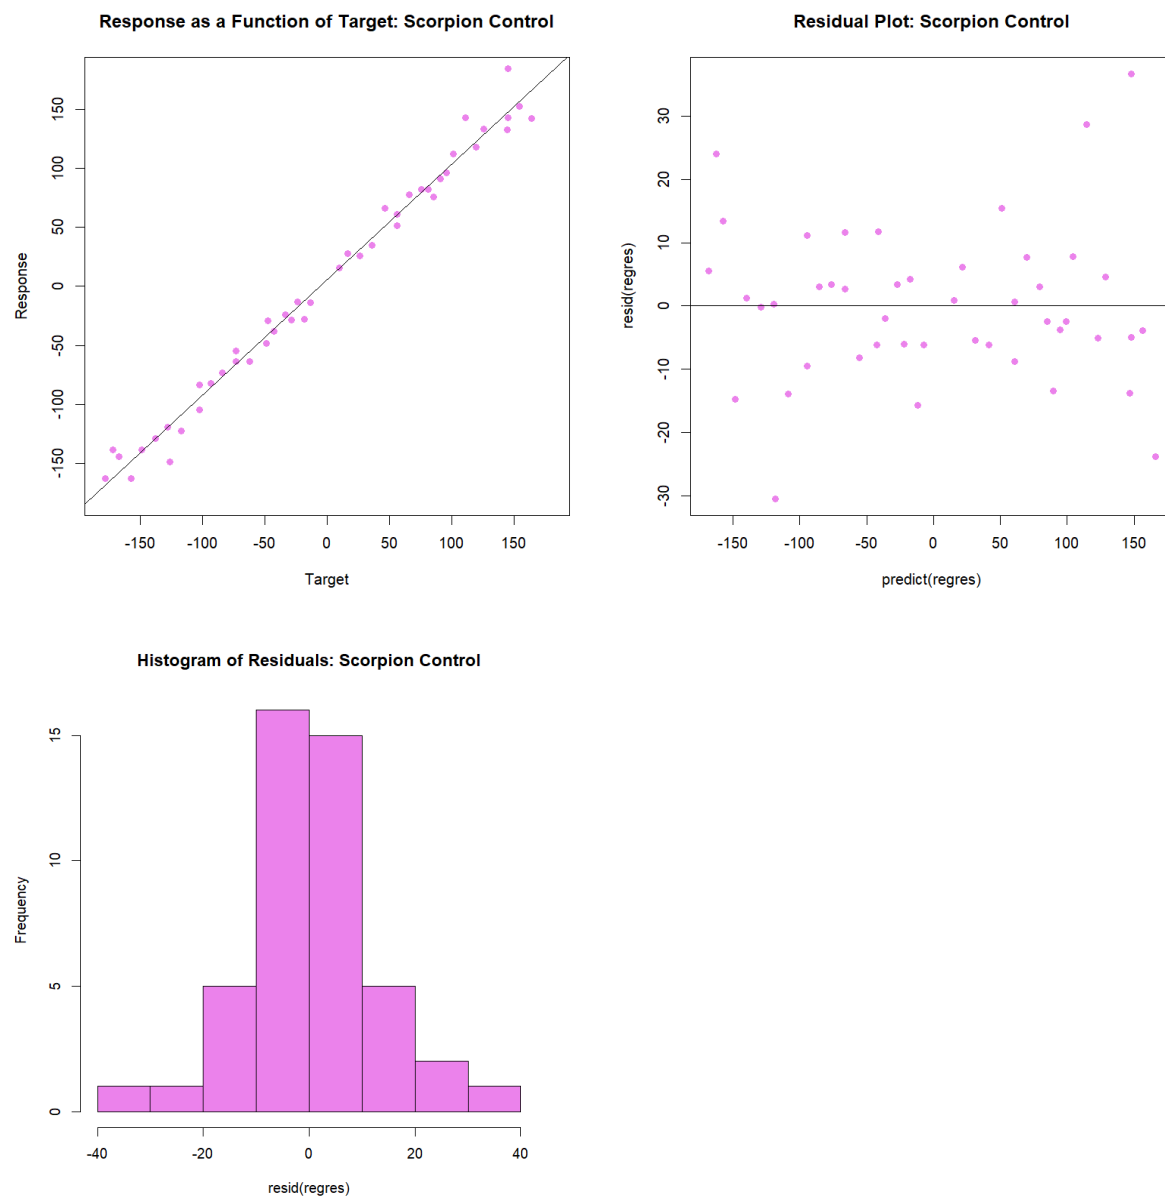 Response as a Function of Target: Scorpion Control
150
100
50
0
-50
-100
-150
Response
-150 -100 -50 0 50 100 150
Target
Residual Plot: Scorpion Control
30
20
10
0
-10
-20
-30
resid(regres)
-150 -100 -50 0 50 100 150
predict(regres)
Histogram of Residuals: Scorpion Control
15
10
5
0
Frequency
-40 -20 0 20 40
resid(regres)